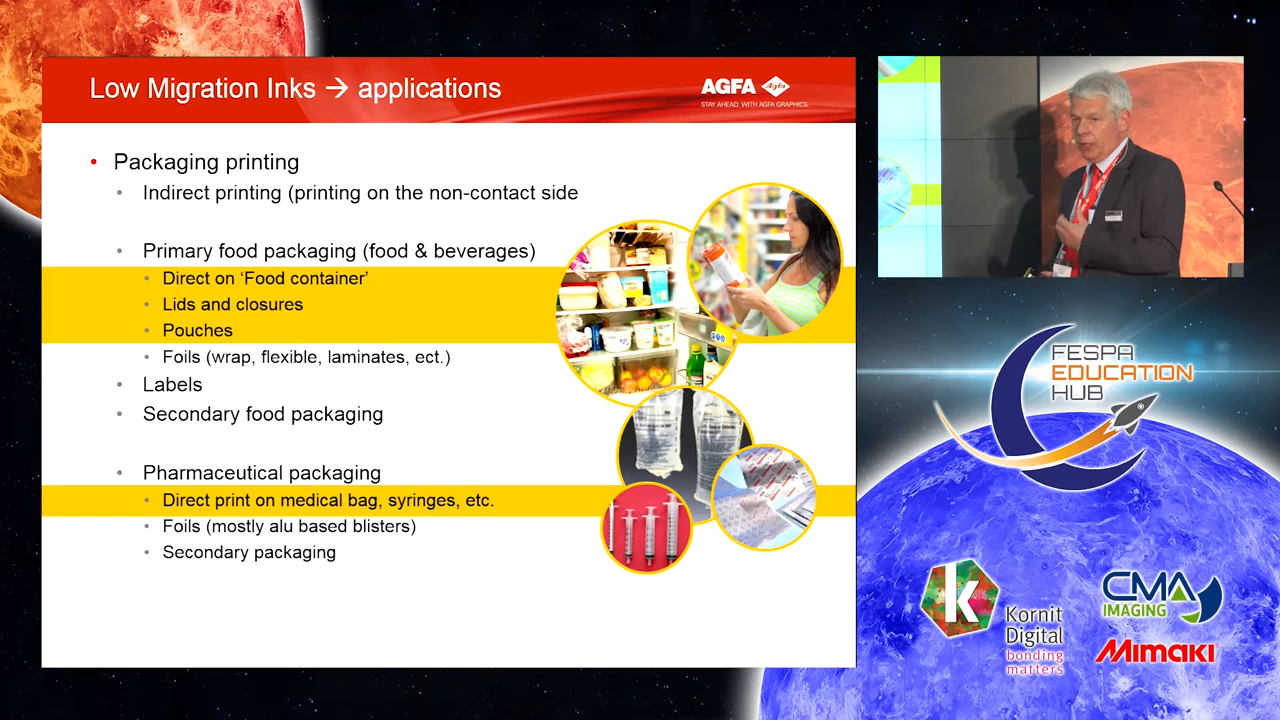 Low Migration Inks → applications
AGFA
Agfa
STAY AHEAD. WITH AGFA GRAPHICS.
• Packaging printing
• Indirect printing (printing on the non-contact side
• Primary food packaging (food & beverages)
• Direct on ‘Food container’
• Lids and closures
• Pouches
• Foils (wrap, flexible, laminates, ect.)
• Labels
• Secondary food packaging
• Pharmaceutical packaging
• Direct print on medical bag, syringes, etc.
• Foils (mostly alu based blisters)
• Secondary packaging
FESPA
EDUCATION
HUB
k
Kornit
Digital
bonding
matters
CMA
IMAGING
Mimaki